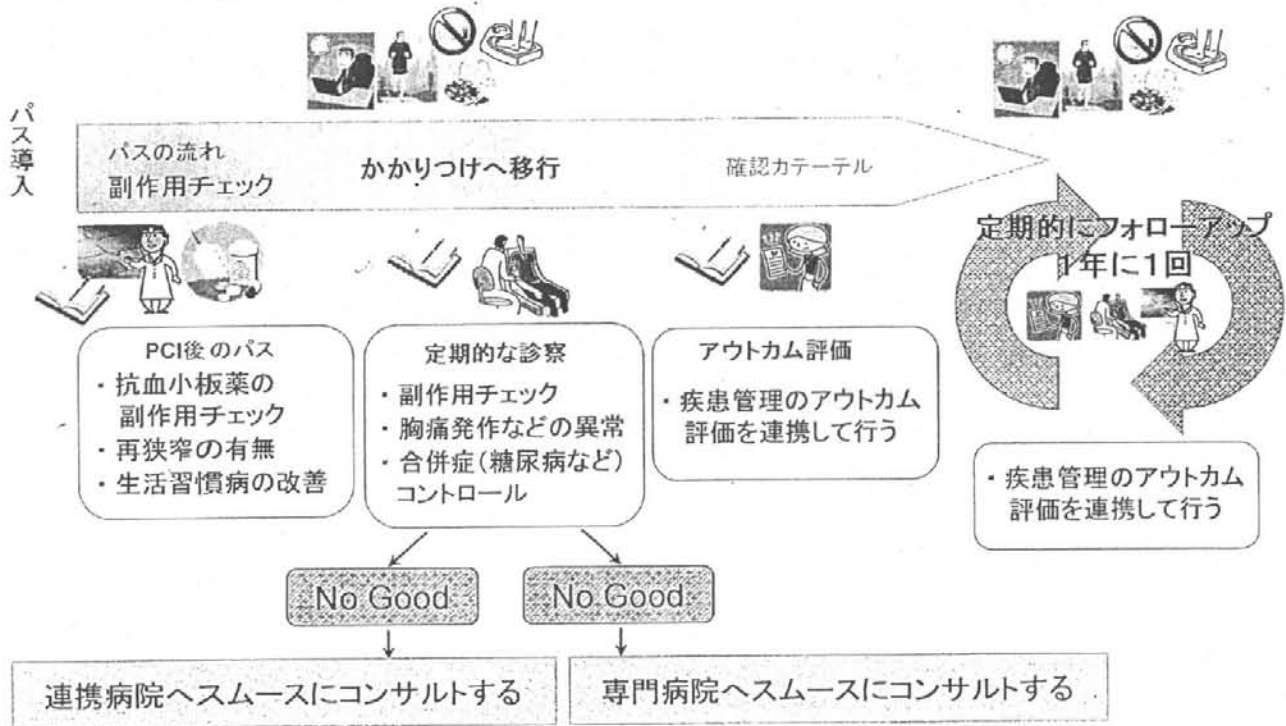 パス導入
パスの流れ
副作用チェック
かかりつけへ移行
確認カテーテル
定期的にフォローアップ
1年に1回
PCI後のパス
・抗血小板薬の
副作用チェック
・再狭窄の有無
・生活習慣病の改善
定期的な診察
・副作用チェック
・胸痛発作などの異常
・合併症(糖尿病など)
コントロール
アウトカム評価
・疾患管理のアウトカム
評価を連携して行う
・疾患管理のアウトカム
評価を連携して行う
No Good
No Good
連携病院へスムースにコンサルトする
専門病院へスムースにコンサルトする